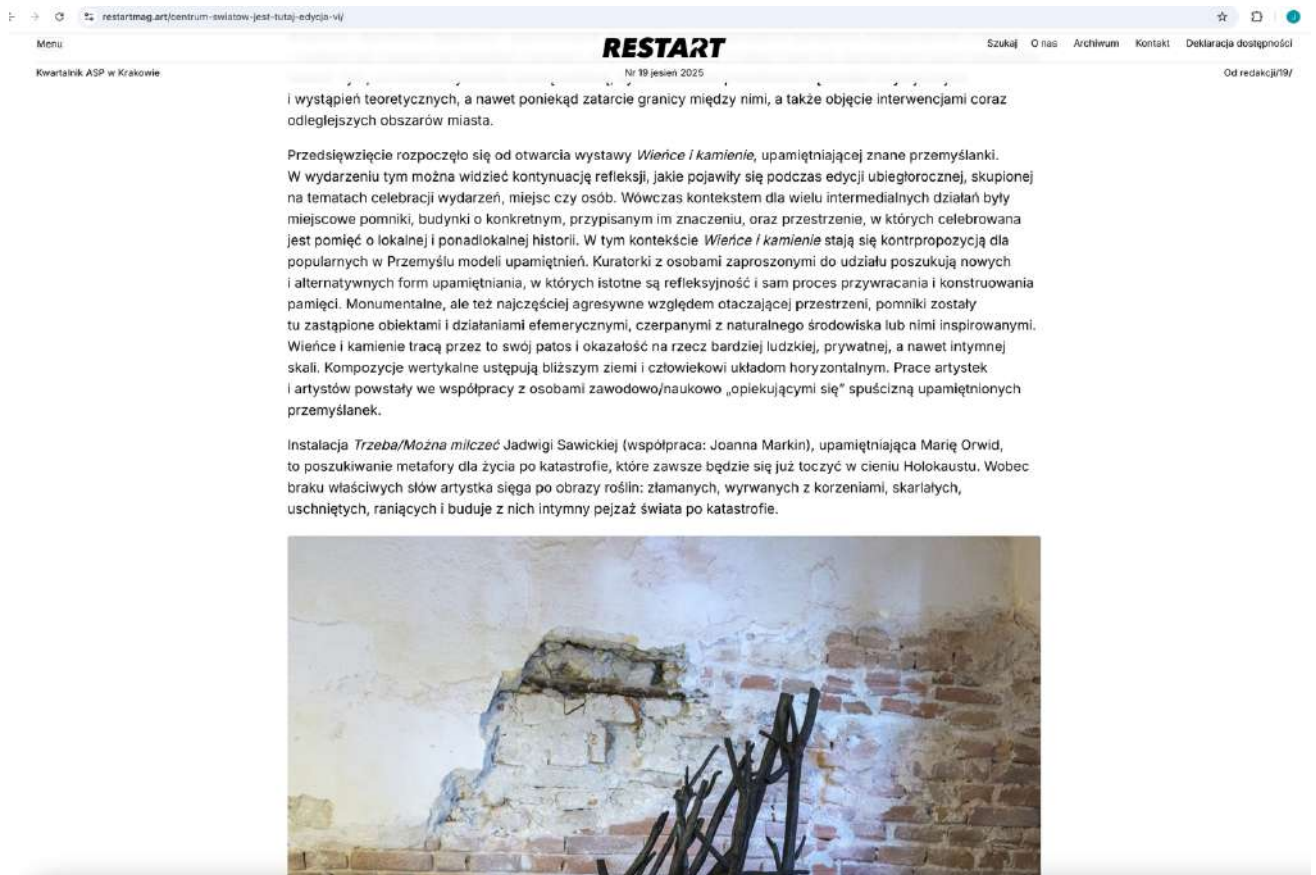 restartmag.art/centrum-swiatow-jest-tutaj-edycja-vi/
Menu
RESTART
Szukaj O nas Archiwum Kontakt Deklaracja dostępności
Kwartalnik ASP w Krakowie
Nr 19 jesień 2025
Od redakcji/19/
i wystąpień teoretycznych, a nawet poniekąd zatarcie granicy między nimi, a także objęcie interwencjami coraz
odleglejszych obszarów miasta.
Przedsięwzięcie rozpoczęło się od otwarcia wystawy Wieńce i kamienie, upamiętniającej znane przemyślanki.
W wydarzeniu tym można widzieć kontynuację refleksji, jakie pojawiły się podczas edycji ubiegłorocznej, skupionej
na tematach celebracji wydarzeń, miejsc czy osób. Wówczas kontekstem dla wielu intermedialnych działań były
miejscowe pomniki, budynki o konkretnym, przypisanym im znaczeniu, oraz przestrzenie, w których celebrowana
jest pomięć o lokalnej i ponadlokalnej historii. W tym kontekście Wieńce i kamienie stają się kontrpropozycją dla
popularnych w Przemyślu modeli upamiętnień. Kuratorki z osobami zaproszonymi do udziału poszukują nowych
i alternatywnych form upamiętniania, w których istotne są refleksyjność i sam proces przywracania i konstruowania
pamięci. Monumentalne, ale też najczęściej agresywne względem otaczającej przestrzeni, pomniki zostały
tu zastąpione obiektami i działaniami efemerycznymi, czerpanymi z naturalnego środowiska lub nimi inspirowanymi.
Wieńce i kamienie tracą przez to swój patos i okazałość na rzecz bardziej ludzkiej, prywatnej, a nawet intymnej
skali. Kompozycje wertykalne ustępują bliższym ziemi i człowiekowi układom horyzontalnym. Prace artystek
i artystów powstały we współpracy z osobami zawodowo/naukowo „opiekującymi się” spuścizną upamiętnionych
przemyślanek.
Instalacja Trzeba/Można milczeć Jadwigi Sawickiej (współpraca: Joanna Markin), upamiętniająca Marię Orwid,
to poszukiwanie metafory dla życia po katastrofie, które zawsze będzie się już toczyć w cieniu Holokaustu. Wobec
braku właściwych słów artystka sięga po obrazy roślin: złamanych, wyrwanych z korzeniami, skarlałych,
uschniętych, raniących i buduje z nich intymny pejzaż świata po katastrofie.